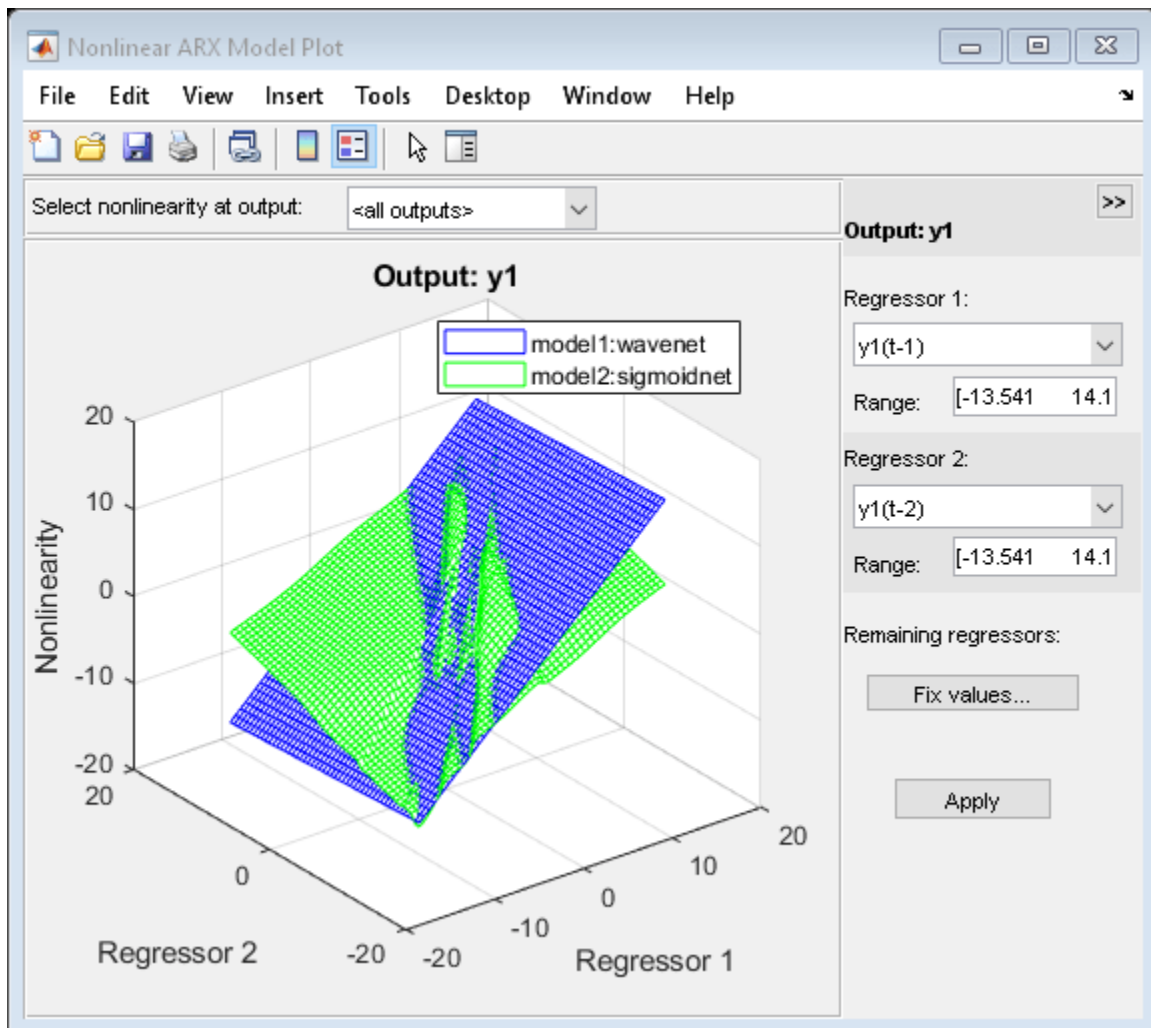 Nonlinear ARX Model Plot
File Edit View Insert Tools Desktop Window Help
Select nonlinearity at output: <all outputs>
>>
Output: y1
Output: y1
model1:wavenet
model2:sigmoidnet
20
10
0
-10
-20
Nonlinearity
20
0
-20
Regressor 2
-20
-10
0
10
20
Regressor 1
Regressor 1:
y1(t-1)
Range: [-13.541 14.1
Regressor 2:
y1(t-2)
Range: [-13.541 14.1
Remaining regressors:
Fix values...
Apply